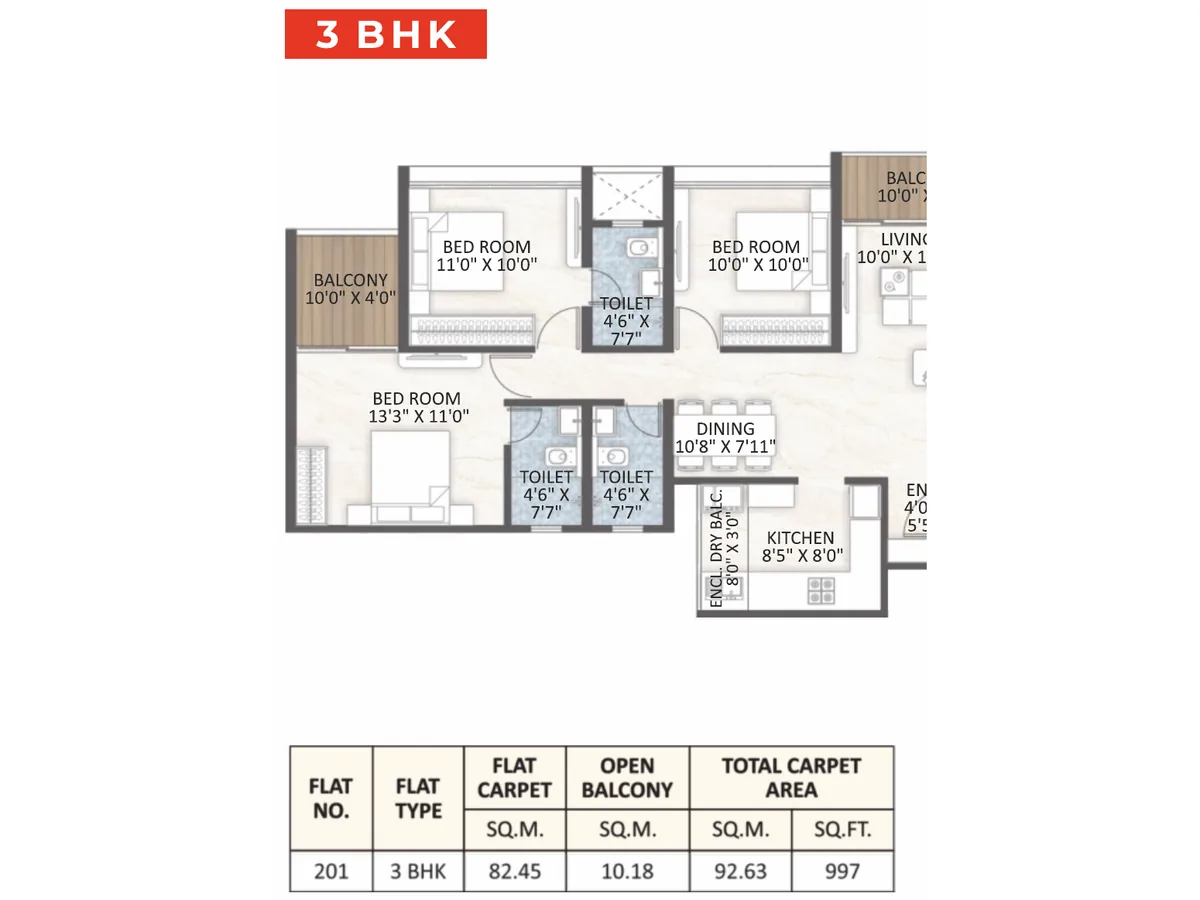 3 BHK
BALC
10'0"
BED ROOM
11'0" X 10'0"
BED ROOM
10'0" X 10'0"
LIVING
10'0" X
BALCONY
10'0" X 4'0"
TOILET
4'6" X
7'7"
BED ROOM
13'3" X 11'0"
DINING
10'8" X 7'11"
TOILET
4'6" X
7'7"
TOILET
4'6" X
7'7"
ENCL. DRY BALC.
8'0" X 3'0"
KITCHEN
8'5" X 8'0"
EN
4'0
5'5
FLAT NO.
FLAT TYPE
FLAT CARPET
OPEN BALCONY
TOTAL CARPET AREA
SQ.M. SQ.M. SQ.M. SQ.FT.
201 3 BHK 82.45 10.18 92.63 997